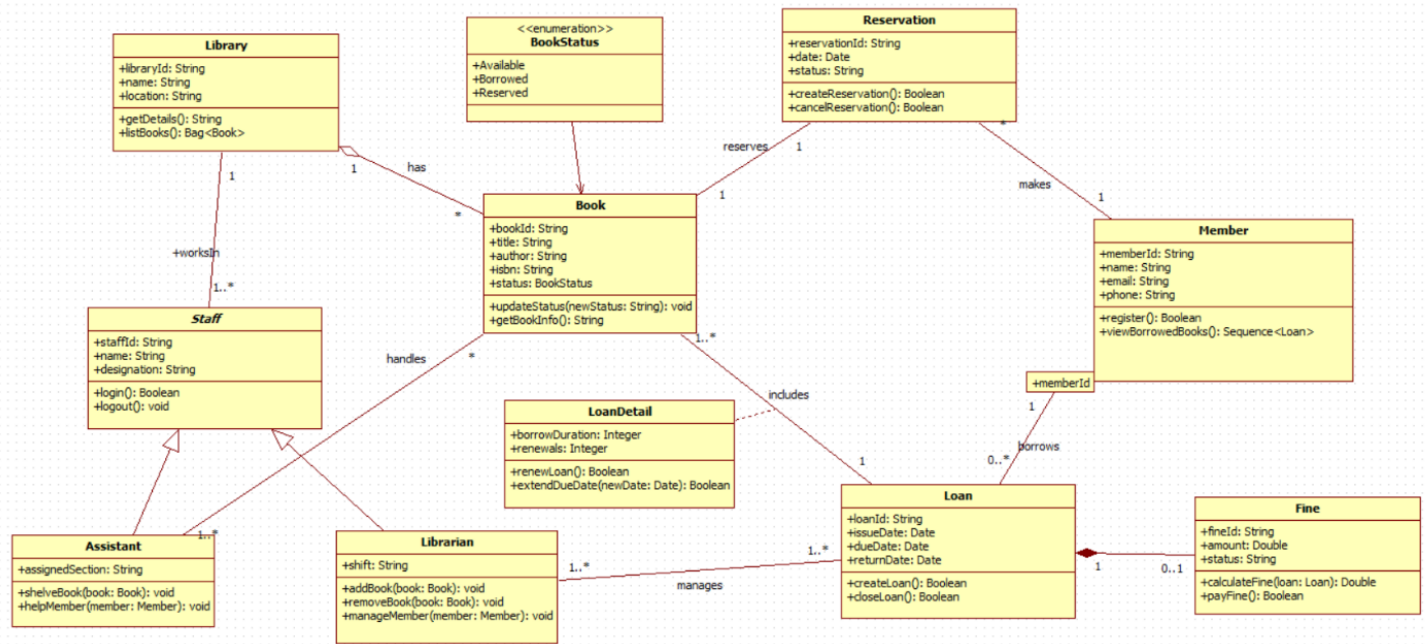 Library
+libraryId: String
+name: String
+location: String
+getDetails(): String
+listBooks(): Bag<Book>
<<enumeration>>
BookStatus
+Available
+Borrowed
+Reserved
Reservation
+reservationId: String
+date: Date
+status: String
+createReservation(): Boolean
+cancelReservation(): Boolean
1
has
1
*
reserves
1
1
*
makes
1
+worksIn
1..*
Book
+bookId: String
+title: String
+author: String
+isbn: String
+status: BookStatus
+updateStatus(newStatus: String): void
+getBookInfo(): String
Member
+memberId: String
+name: String
+email: String
+phone: String
+register(): Boolean
+viewBorrowedBooks(): Sequence<Loan>
+memberId
Staff
+staffId: String
+name: String
+designation: String
+login(): Boolean
+logout(): void
handles
*
1..*
1..*
includes
1
1
borrows
0..*
LoanDetail
+borrowDuration: Integer
+renewals: Integer
+renewLoan(): Boolean
+extendDueDate(newDate: Date): Boolean
Assistant
+assignedSection: String
+shelveBook(book: Book): void
+helpMember(member: Member): void
Librarian
+shift: String
+addBook(book: Book): void
+removeBook(book: Book): void
+manageMember(member: Member): void
1..*
manages
1..*
Loan
+loanId: String
+issueDate: Date
+dueDate: Date
+returnDate: Date
+createLoan(): Boolean
+closeLoan(): Boolean
1
0..1
Fine
+fineId: String
+amount: Double
+status: String
+calculateFine(loan: Loan): Double
+payFine(): Boolean